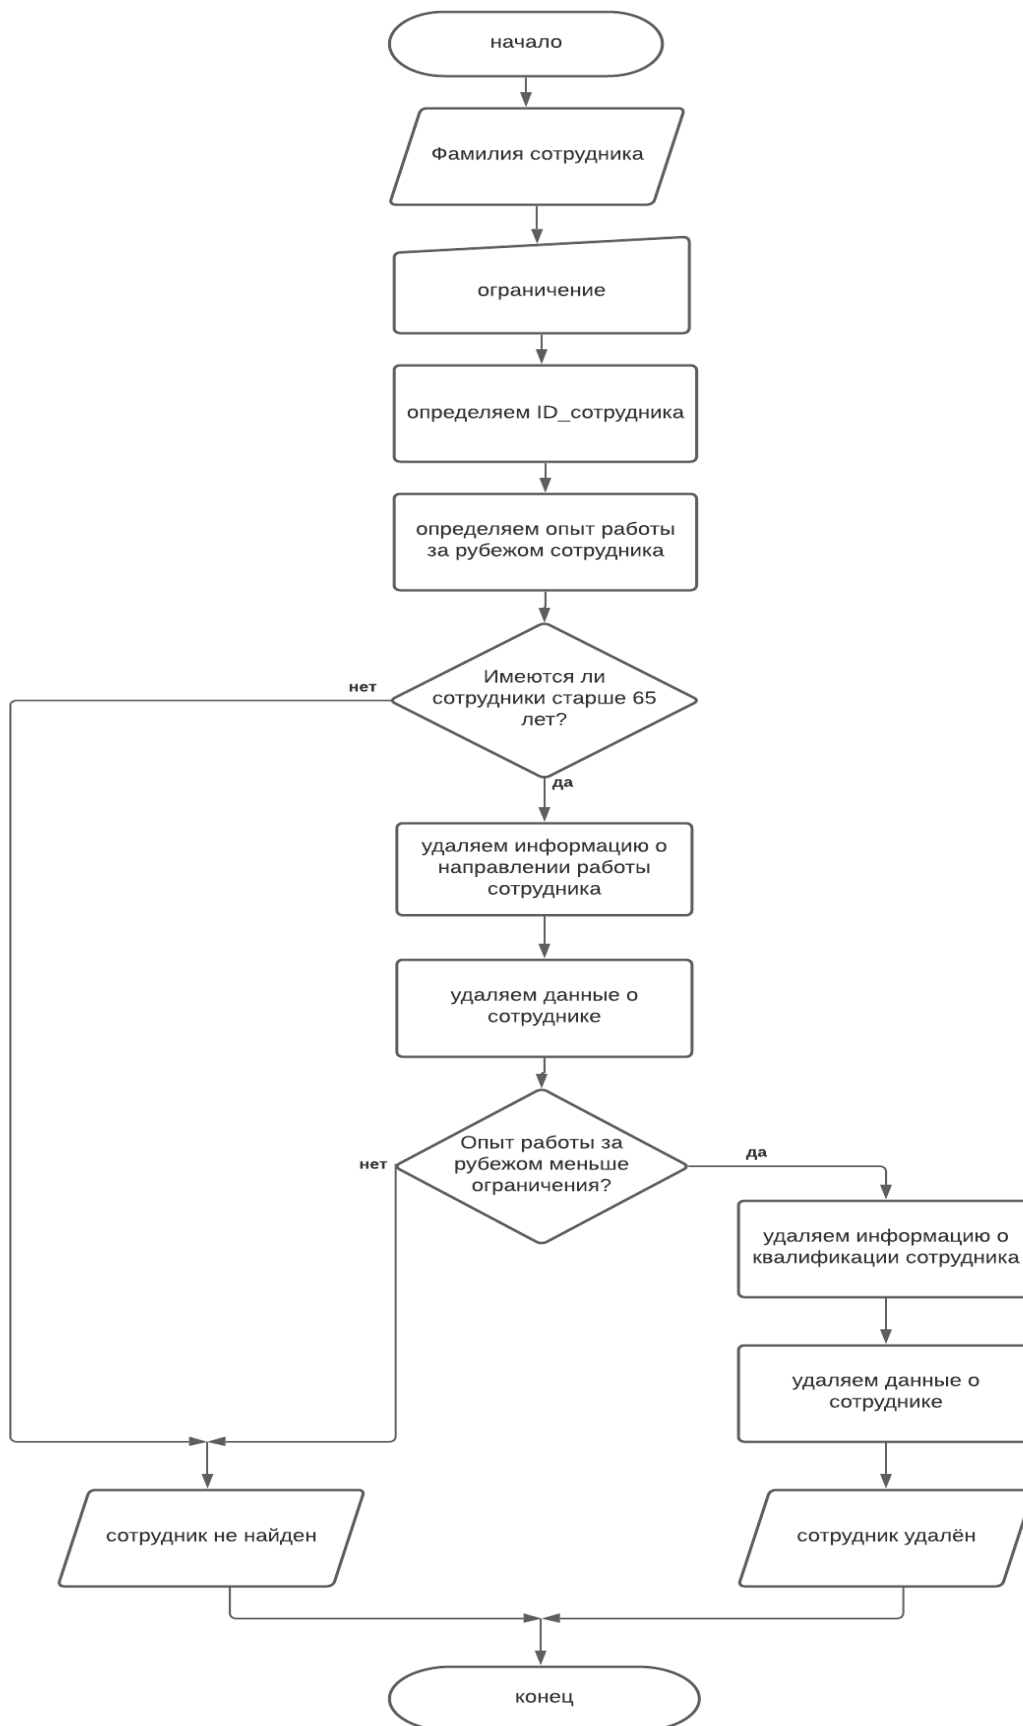 начало
Фамилия сотрудника
ограничение
определяем ID_сотрудника
определяем опыт работы
за рубежом сотрудника
Имеются ли
сотрудники старше 65
лет?
нет
да
удаляем информацию о
направлении работы
сотрудника
удаляем данные о
сотруднике
Опыт работы за
рубежом меньше
ограничения?
нет
да
удаляем информацию о
квалификации сотрудника
удаляем данные о
сотруднике
сотрудник не найден
сотрудник удалён
конец